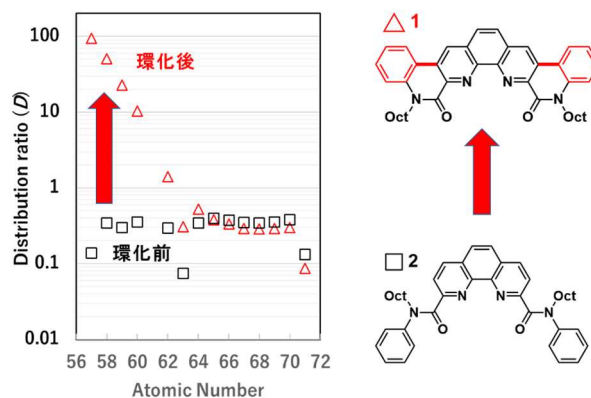 Distribution ratio (D)
100
10
1
0.1
0.01
環化後
環化前
56 58 60 62 64 66 68 70 72
Atomic Number
1
N N
N N
Oct O O Oct
2
Oct Oct
N N N N
O O